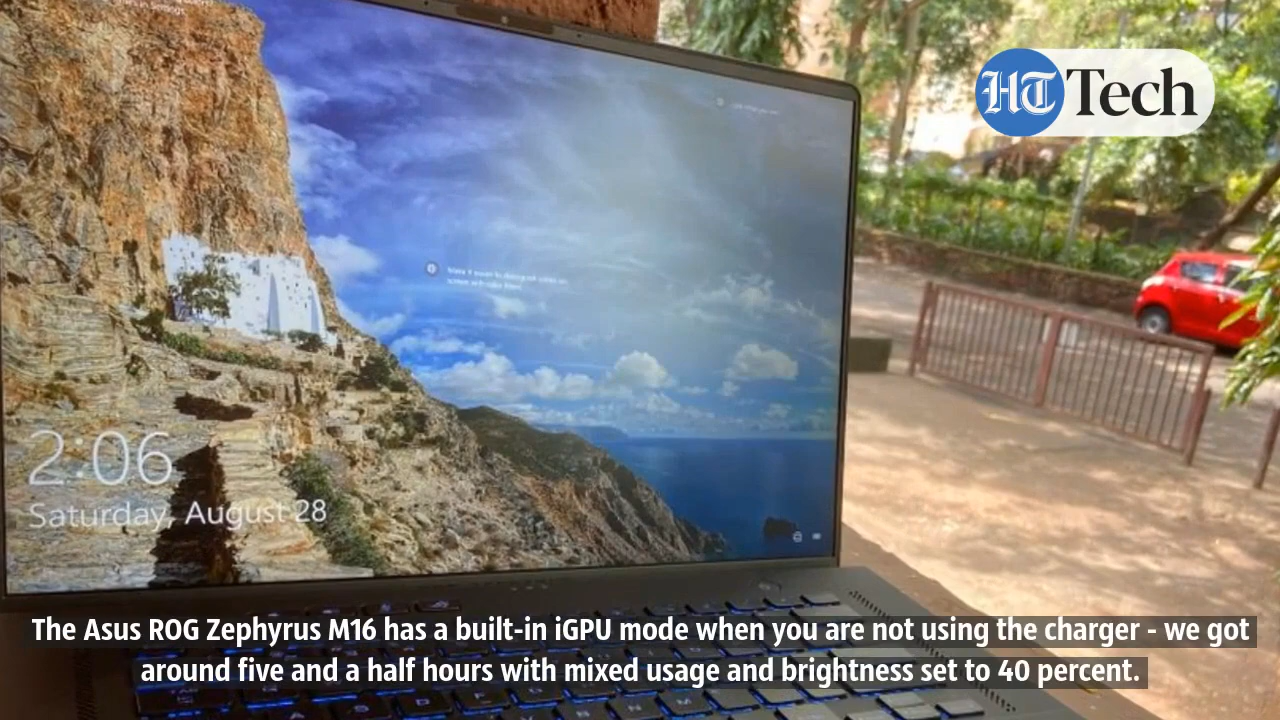 HT Tech
2:06
Saturday, August 28
The Asus ROG Zephyrus M16 has a built-in iGPU mode when you are not using the charger - we got
around five and a half hours with mixed usage and brightness set to 40 percent.